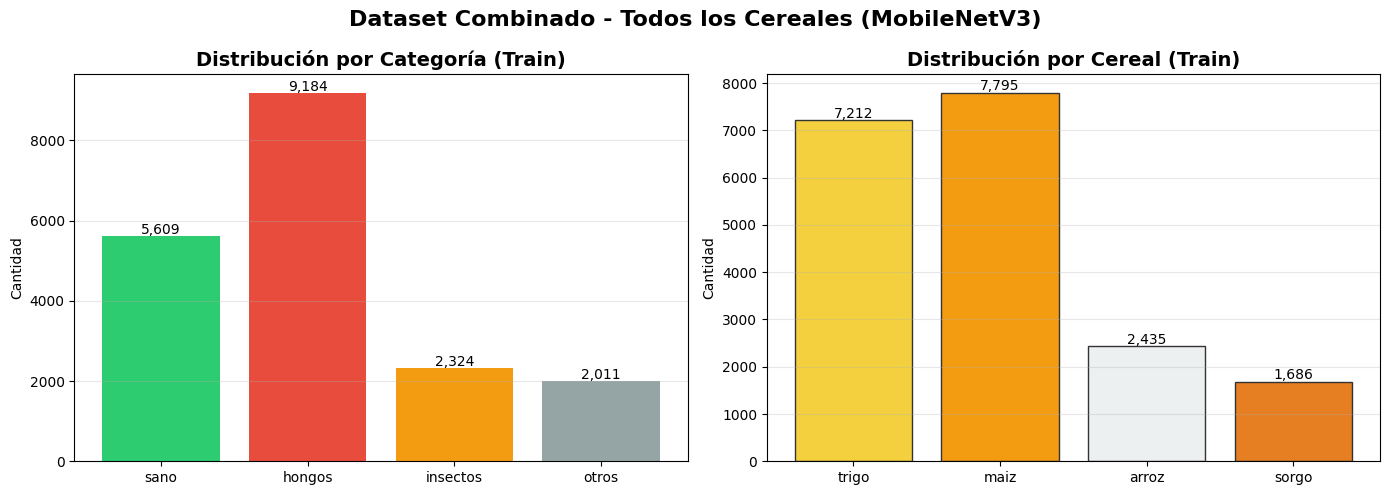 Dataset Combinado - Todos los Cereales (MobileNetV3)
Distribución por Categoría (Train)
Cantidad
8000
6000
4000
2000
0
5,609
9,184
2,324
2,011
sano
hongos
insectos
otros
Distribución por Cereal (Train)
Cantidad
8000
7000
6000
5000
4000
3000
2000
1000
0
7,212
7,795
2,435
1,686
trigo
maiz
arroz
sorgo